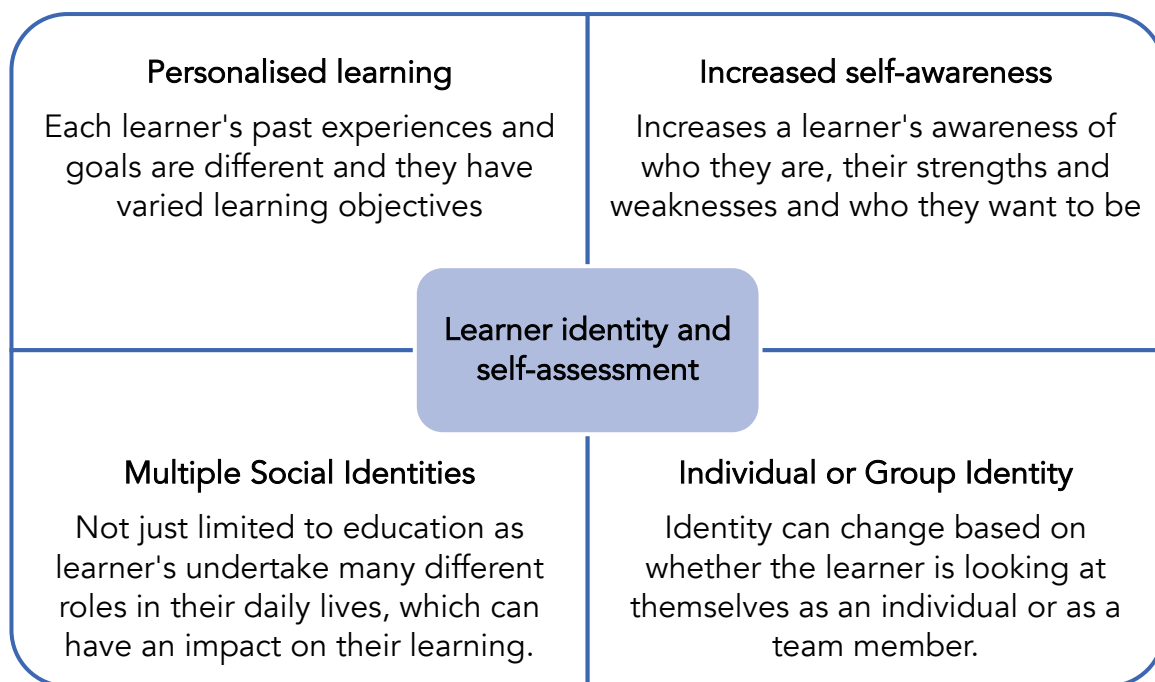 Personalised learning
Each learner's past experiences and
goals are different and they have
varied learning objectives
Increased self-awareness
Increases a learner's awareness of
who they are, their strengths and
weaknesses and who they want to be
Learner identity and
self-assessment
Multiple Social Identities
Not just limited to education as
learner's undertake many different
roles in their daily lives, which can
have an impact on their learning.
Individual or Group Identity
Identity can change based on
whether the learner is looking at
themselves as an individual or as a
team member.